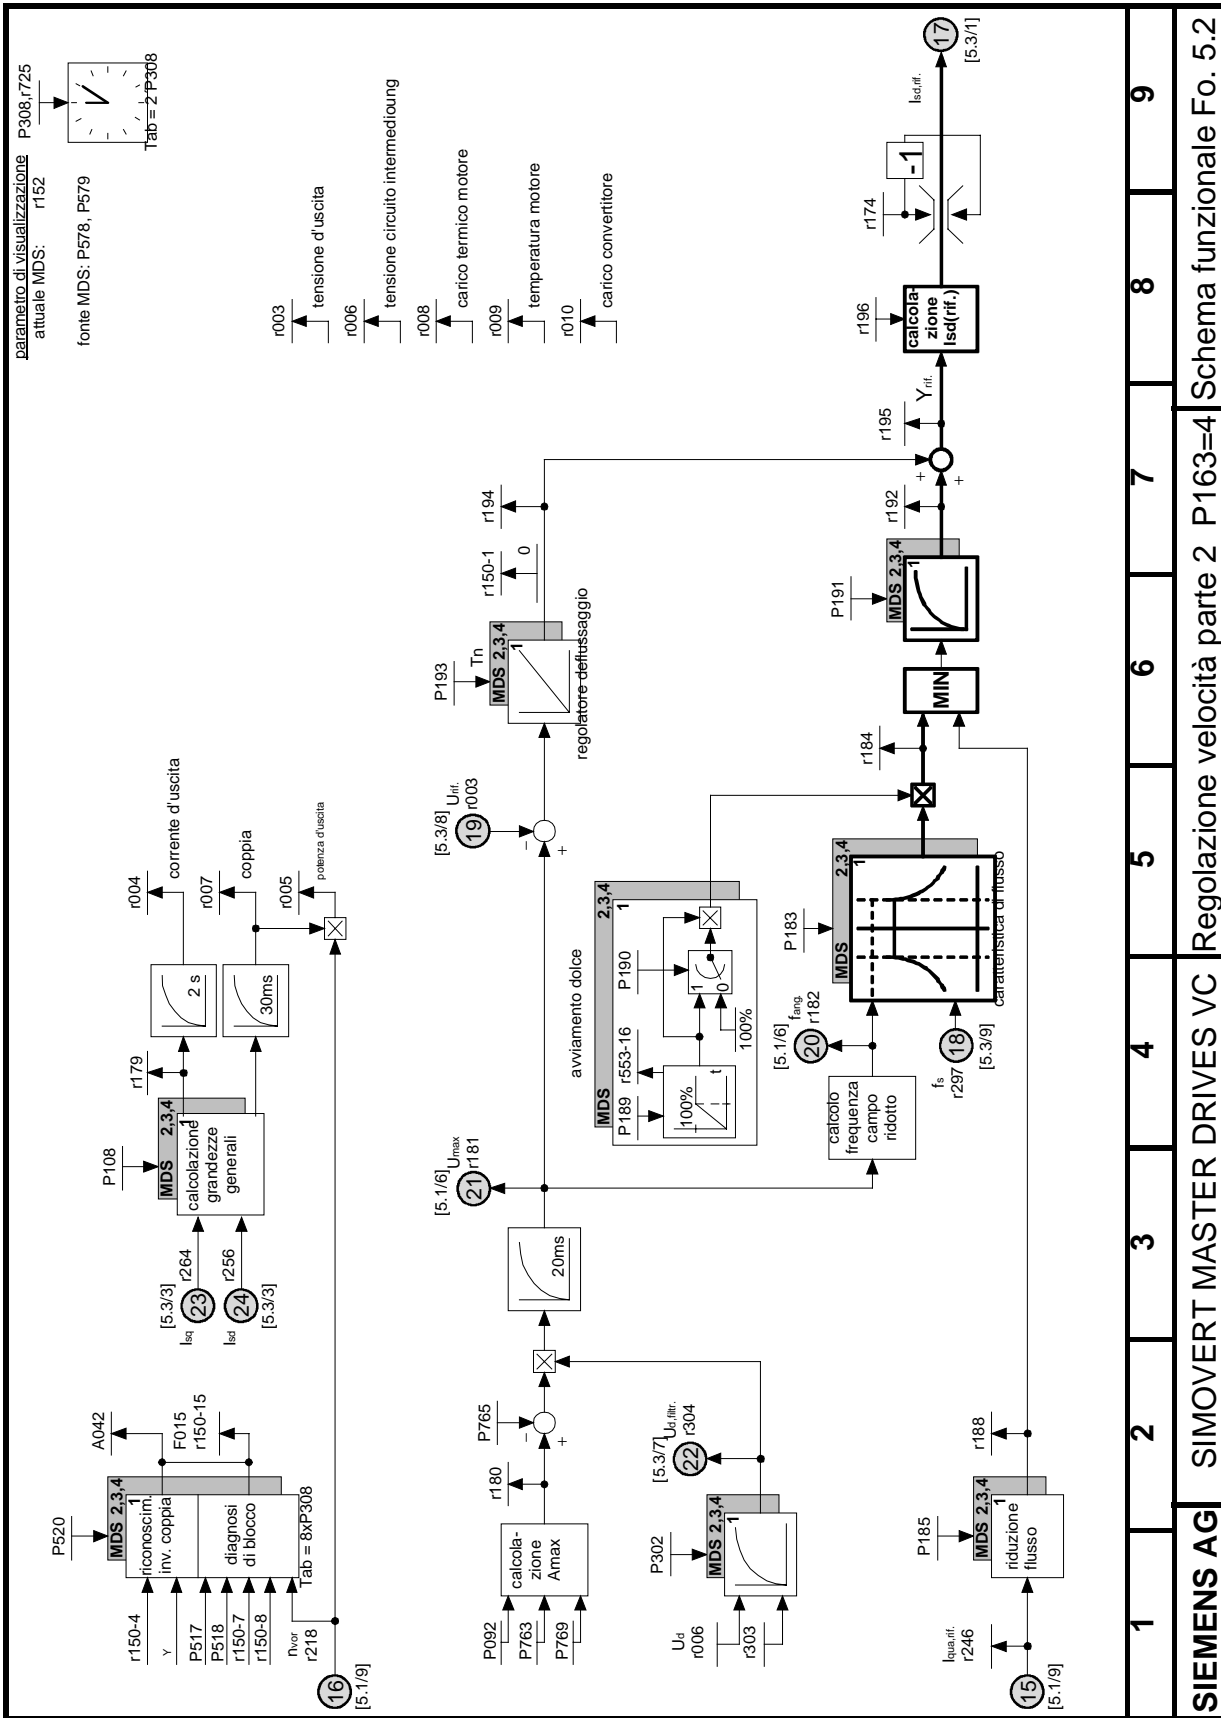 parametro di visualizzazione
attuale MDS: r152
fonte MDS: P578, P579
P308,r725
Tab = 2*P308
P520
MDS 2,3,4
1
riconoscim.
inv. coppia
diagnosi
di blocco
Tab = 8xP308
r150-4
Y
P517
P518
r150-7
r150-8
nvor
r218
16
[5.1/9]
A042
F015
r150-15
[5.3/3]
Isq
23
r264
Isd
24
r256
[5.3/3]
P108
MDS 2,3,4
1
calcolazione
grandezze
generali
r179
2 s
30ms
r004
corrente d'uscita
r007
coppia
r005
potenza d'uscita
r003
tensione d'uscita
r006
tensione circuito intermedioung
r008
carico termico motore
r009
temperatura motore
r010
carico convertitore
P092
P763
P769
calcola-
zione
Amax
r180
P765
−
+
20ms
[5.1/6]
21
Umax
r181
[5.3/8]
19
Urif.
r003
−
+
P193
Tn
MDS 2,3,4
1
regolatore deflussaggio
r150-1
0
r194
Ud
r006
r303
P302
MDS 2,3,4
1
[5.3/7]
22
Ud,filtr.
r304
avviamento dolce
MDS 2,3,4
1
P189
100%
t
r553-16
P190
1
0
100%
calcolo
frequenza
campo
ridotto
[5.1/6]
20
fang.
r182
fs
r297
18
[5.3/9]
P183
MDS 2,3,4
1
caratteristica di flusso
r184
MIN
P191
MDS 2,3,4
1
r192
+
+
r195
Yrif.
r196
calcola-
zione
Isd(rif.)
r174
-1
Isd,rif.
17
[5.3/1]
Iqua,rif.
r246
15
[5.1/9]
P185
MDS 2,3,4
1
riduzione
flusso
r188
1 2 3 4 5 6 7 8 9
SIEMENS AG SIMOVERT MASTER DRIVES VC Regolazione velocità parte 2 P163=4 Schema funzionale Fo. 5.2